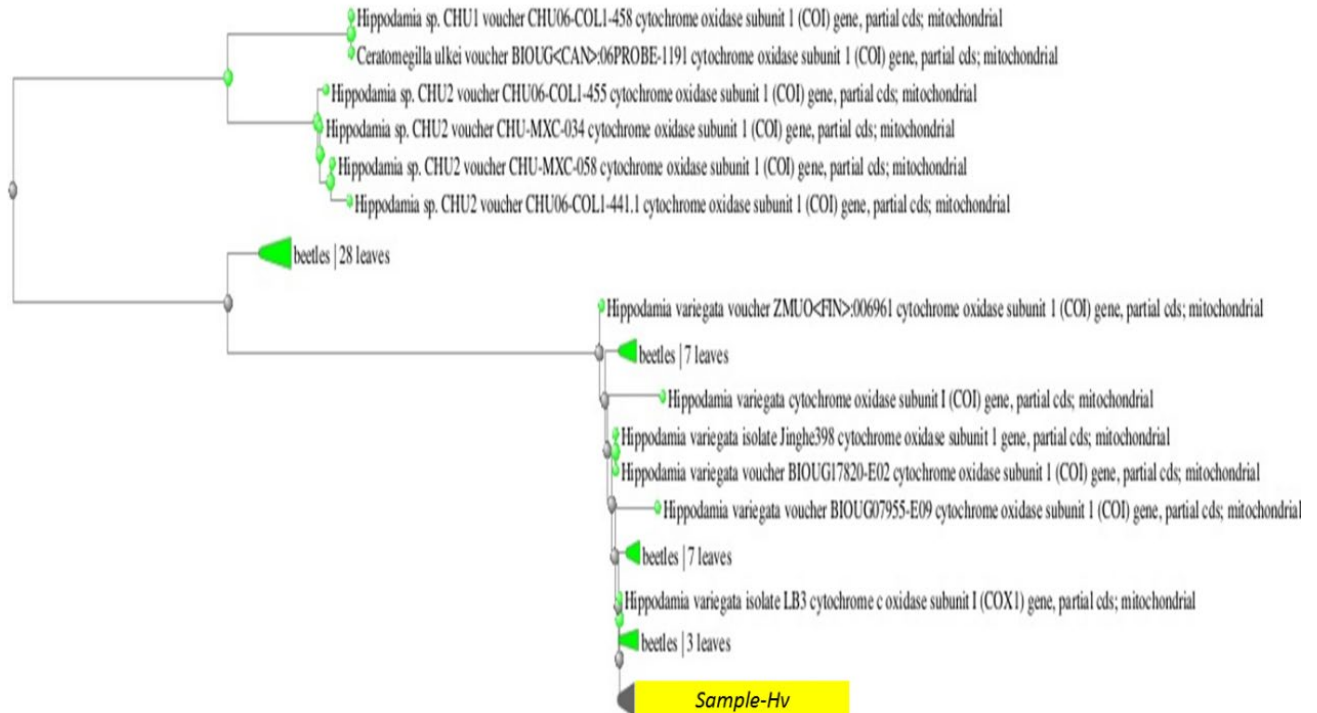 Hippodamia sp. CHU1 voucher CHU06-COL1-458 cytochrome oxidase subunit 1 (COI) gene, partial cds; mitochondrial
Ceratomegilla ulkei voucher BIOUG<CAN>:06PROBE-1191 cytochrome oxidase subunit 1 (COI) gene, partial cds; mitochondrial
Hippodamia sp. CHU2 voucher CHU06-COL1-455 cytochrome oxidase subunit 1 (COI) gene, partial cds; mitochondrial
Hippodamia sp. CHU2 voucher CHU-MXC-034 cytochrome oxidase subunit 1 (COI) gene, partial cds; mitochondrial
Hippodamia sp. CHU2 voucher CHU-MXC-058 cytochrome oxidase subunit 1 (COI) gene, partial cds; mitochondrial
Hippodamia sp. CHU2 voucher CHU06-COL1-441.1 cytochrome oxidase subunit 1 (COI) gene, partial cds; mitochondrial
beetles | 28 leaves
Hippodamia variegata voucher ZMUO<FIN>:006961 cytochrome oxidase subunit 1 (COI) gene, partial cds; mitochondrial
beetles | 7 leaves
Hippodamia variegata cytochrome oxidase subunit I (COI) gene, partial cds; mitochondrial
Hippodamia variegata isolate Jinghe398 cytochrome oxidase subunit 1 gene, partial cds; mitochondrial
Hippodamia variegata voucher BIOUG17820-E02 cytochrome oxidase subunit 1 (COI) gene, partial cds; mitochondrial
Hippodamia variegata voucher BIOUG07955-E09 cytochrome oxidase subunit 1 (COI) gene, partial cds; mitochondrial
beetles | 7 leaves
Hippodamia variegata isolate LB3 cytochrome c oxidase subunit I (COX1) gene, partial cds; mitochondrial
beetles | 3 leaves
Sample-Hv